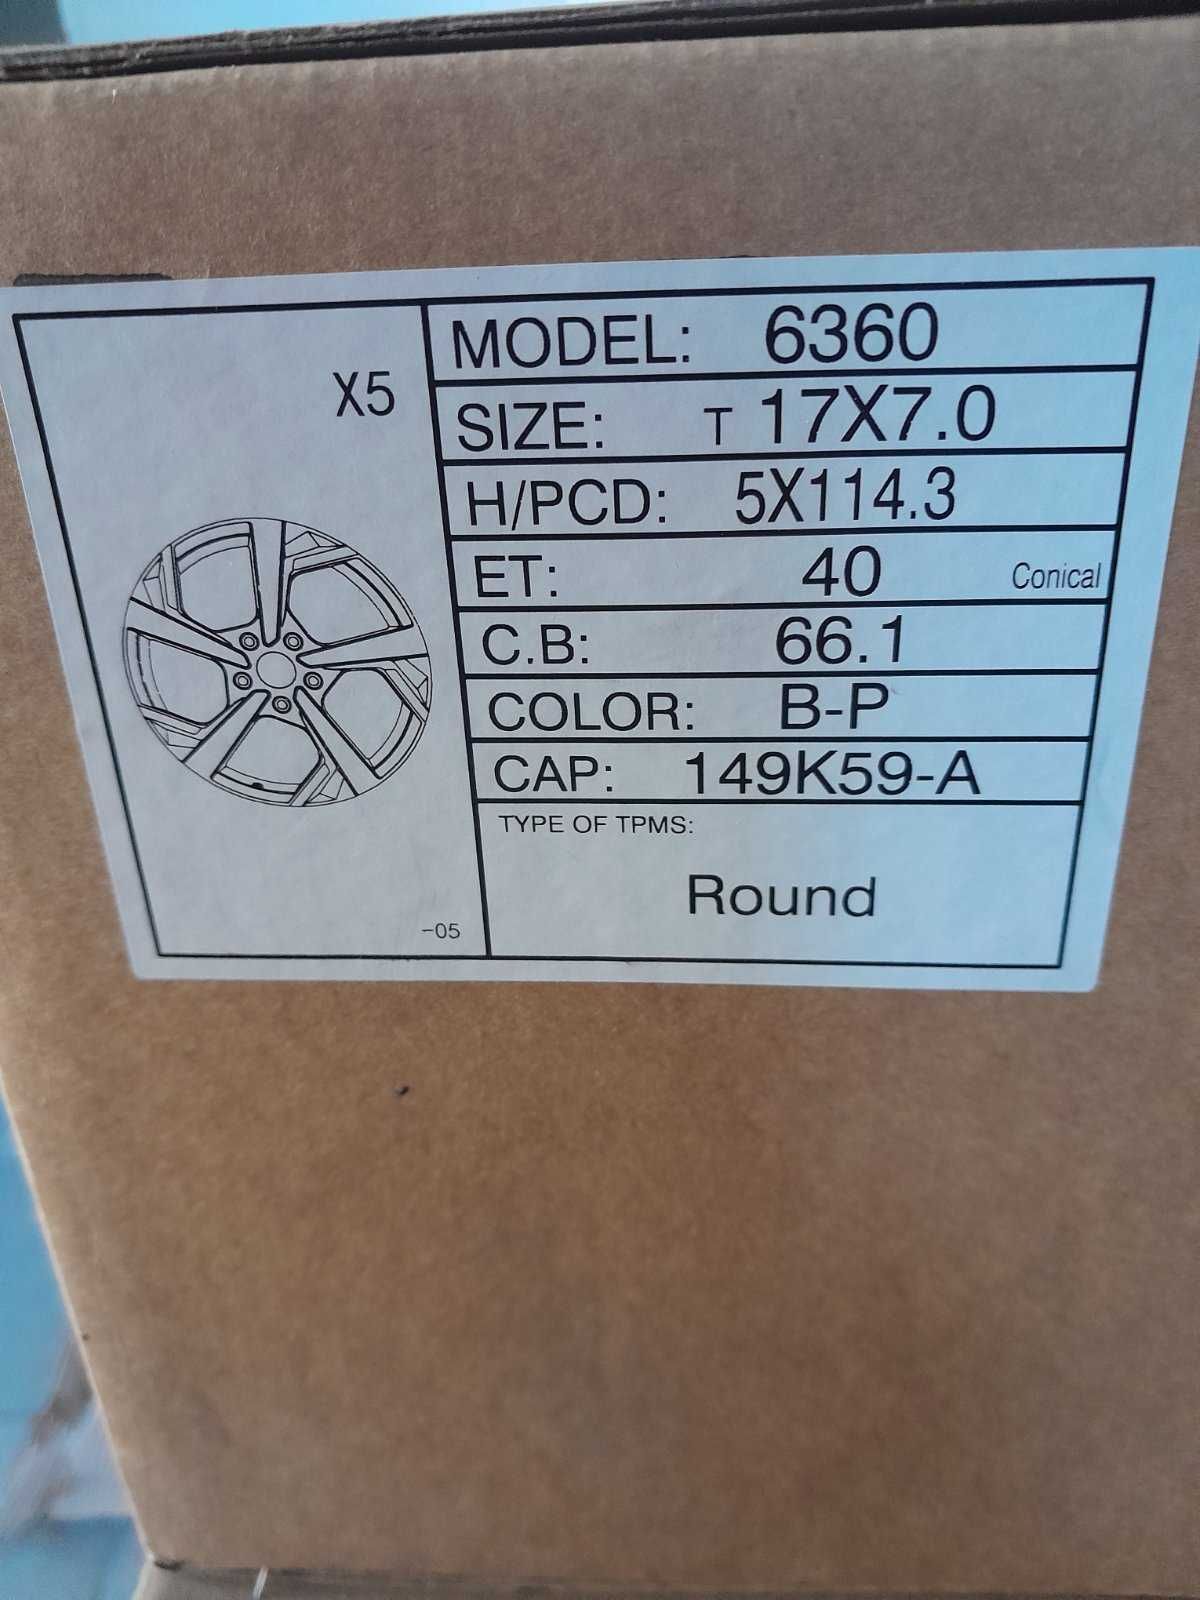 X5
MODEL: 6360
SIZE: T 17X7.0
H/PCD: 5X114.3
ET: 40 Conical
C.B: 66.1
COLOR: B-P
CAP: 149K59-A
TYPE OF TPMS:
Round
-05